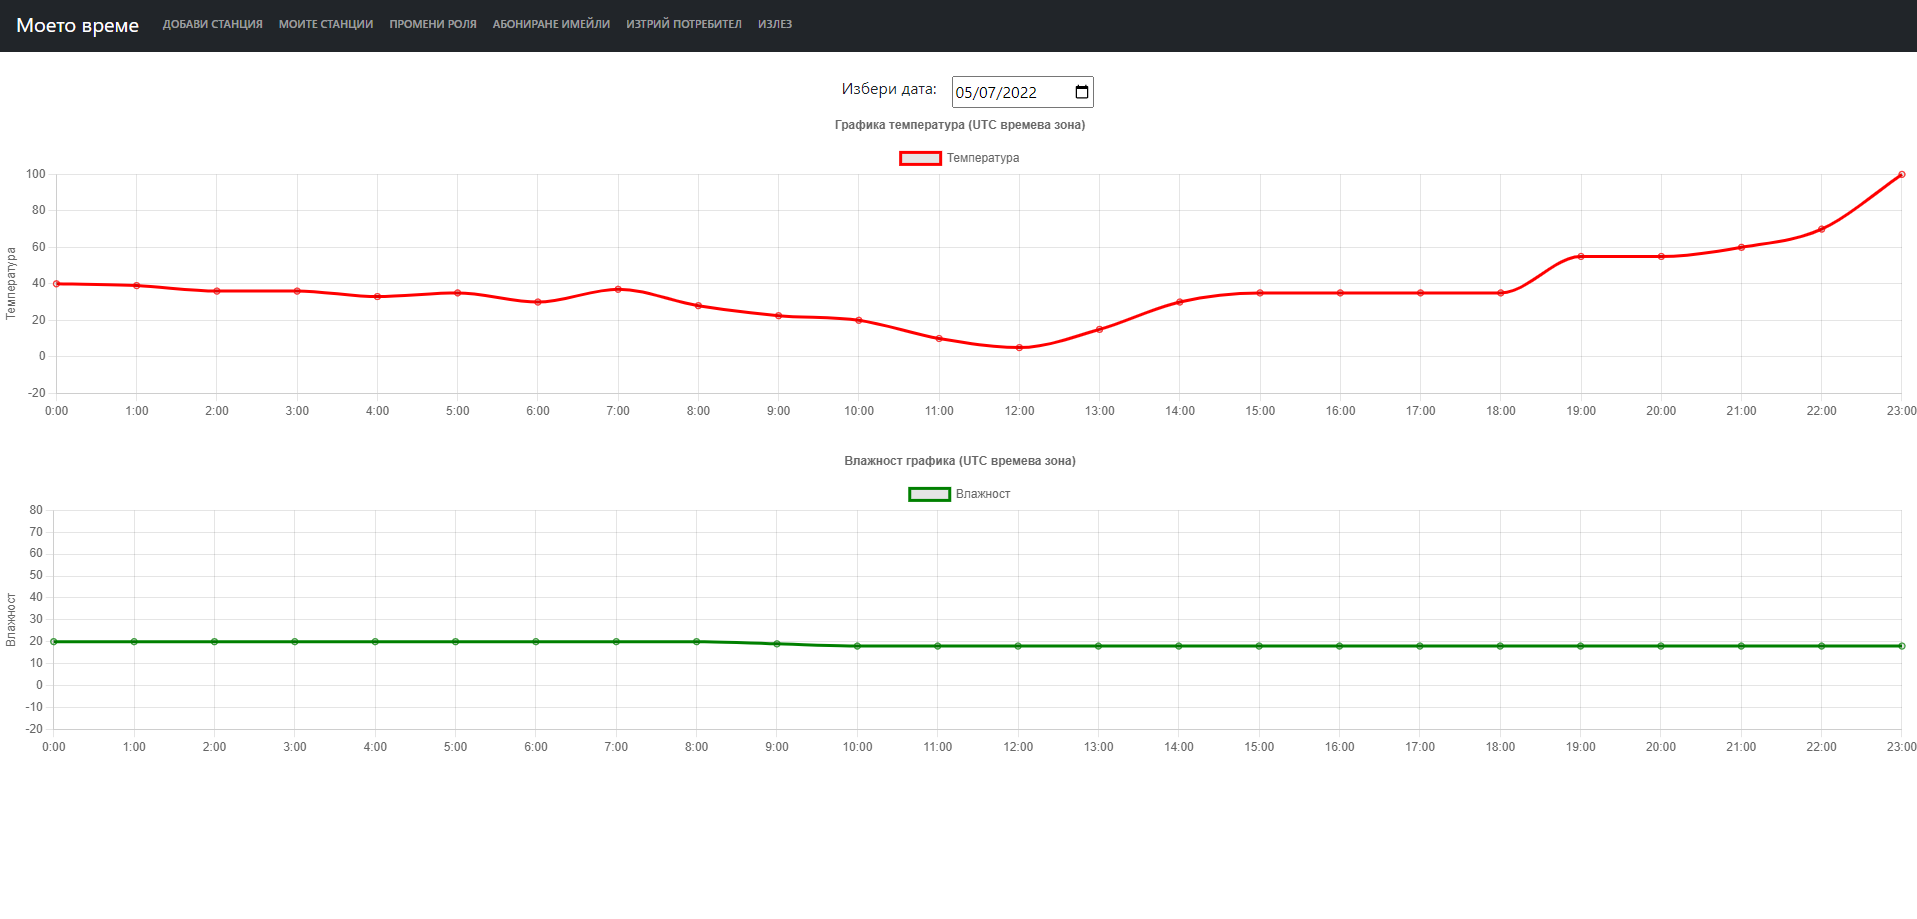 Моето време ДОБАВИ СТАНЦИЯ МОИТЕ СТАНЦИИ ПРОМЕНИ РОЛЯ АБОНИРАНЕ ИМЕЙЛИ ИЗТРИЙ ПОТРЕБИТЕЛ ИЗЛЕЗ
Избери дата: 05/07/2022
Графика температура (UTC времева зона)
Температура
100
80
60
40
20
0
-20
Температура
0:00 1:00 2:00 3:00 4:00 5:00 6:00 7:00 8:00 9:00 10:00 11:00 12:00 13:00 14:00 15:00 16:00 17:00 18:00 19:00 20:00 21:00 22:00 23:00
Влажност графика (UTC времева зона)
Влажност
80
70
60
50
40
30
20
10
0
-10
-20
Влажност
0:00 1:00 2:00 3:00 4:00 5:00 6:00 7:00 8:00 9:00 10:00 11:00 12:00 13:00 14:00 15:00 16:00 17:00 18:00 19:00 20:00 21:00 22:00 23:00